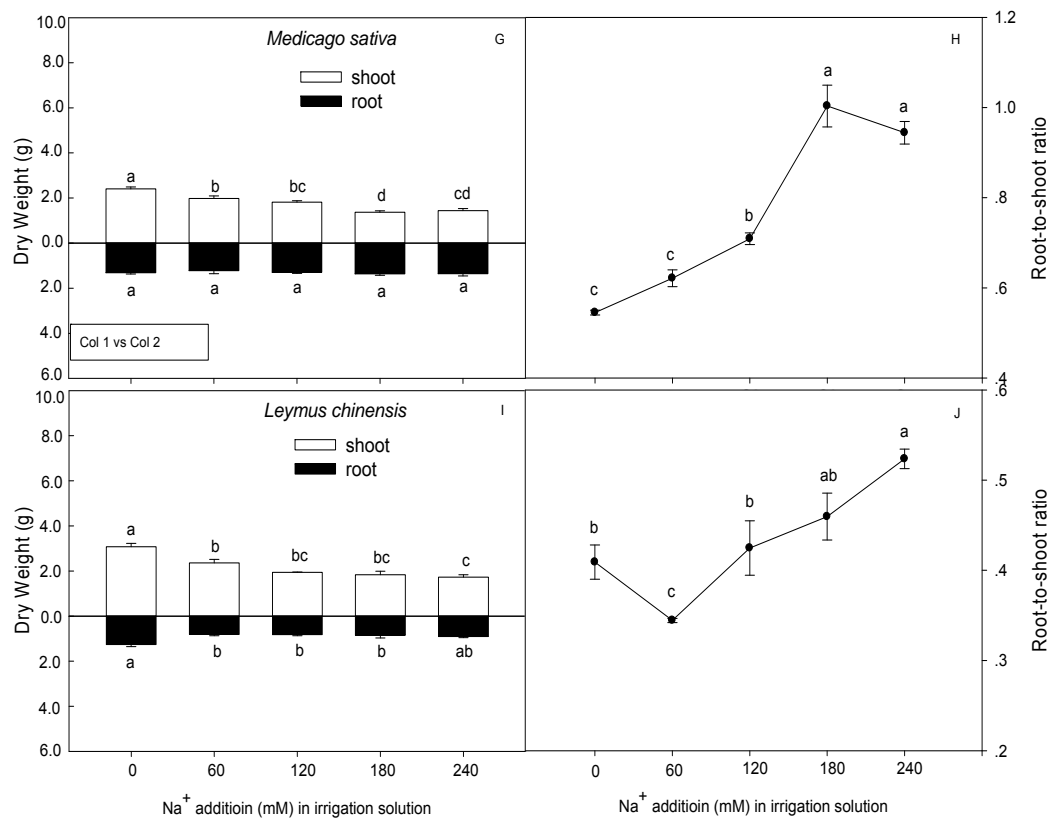 10.0
Medicago sativa
G
shoot
root
8.0
6.0
4.0
2.0
0.0
2.0
4.0
6.0
Dry Weight (g)
a
b
bc
d
cd
a
a
a
a
a
Col 1 vs Col 2
H
1.2
1.0
.8
.6
.4
Root-to-shoot ratio
c
c
b
a
a
10.0
Leymus chinensis
I
shoot
root
8.0
6.0
4.0
2.0
0.0
2.0
4.0
6.0
Dry Weight (g)
a
b
bc
bc
c
a
b
b
b
ab
0
60
120
180
240
Na+ additioin (mM) in irrigation solution
J
.6
.5
.4
.3
.2
Root-to-shoot ratio
b
c
b
ab
a
0
60
120
180
240
Na+ additioin (mM) in irrigation solution